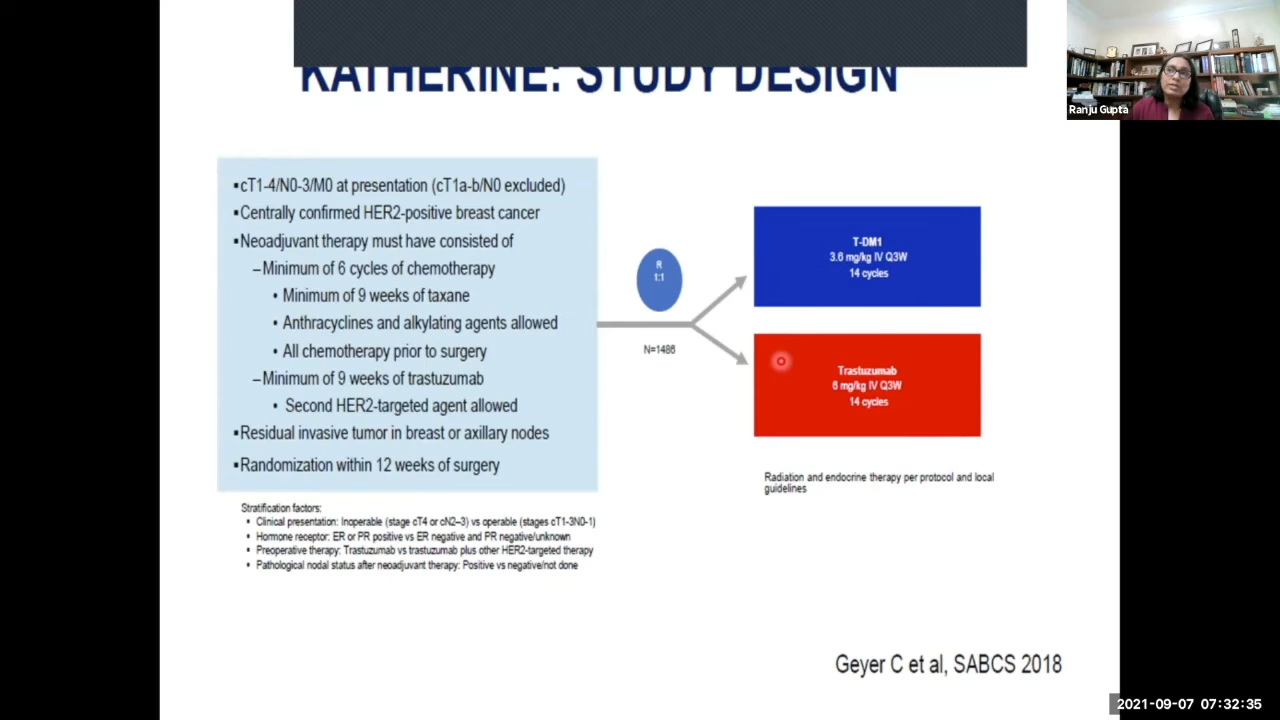 KATHERINE: STUDY DESIGN
Ranju Gupta
▪cT1-4/N0-3/M0 at presentation (cT1a-b/N0 excluded)
▪Centrally confirmed HER2-positive breast cancer
▪Neoadjuvant therapy must have consisted of
–Minimum of 6 cycles of chemotherapy
• Minimum of 9 weeks of taxane
• Anthracyclines and alkylating agents allowed
• All chemotherapy prior to surgery
–Minimum of 9 weeks of trastuzumab
• Second HER2-targeted agent allowed
▪Residual invasive tumor in breast or axillary nodes
▪Randomization within 12 weeks of surgery
R
1:1
N=1486
T-DM1
3.6 mg/kg IV Q3W
14 cycles
Trastuzumab
6 mg/kg IV Q3W
14 cycles
Radiation and endocrine therapy per protocol and local
guidelines
Stratification factors:
• Clinical presentation: Inoperable (stage cT4 or cN2–3) vs operable (stages cT1-3N0-1)
• Hormone receptor: ER or PR positive vs ER negative and PR negative/unknown
• Preoperative therapy: Trastuzumab vs trastuzumab plus other HER2-targeted therapy
• Pathological nodal status after neoadjuvant therapy: Positive vs negative/not done
Geyer C et al, SABCS 2018
2021-09-07 07:32:35